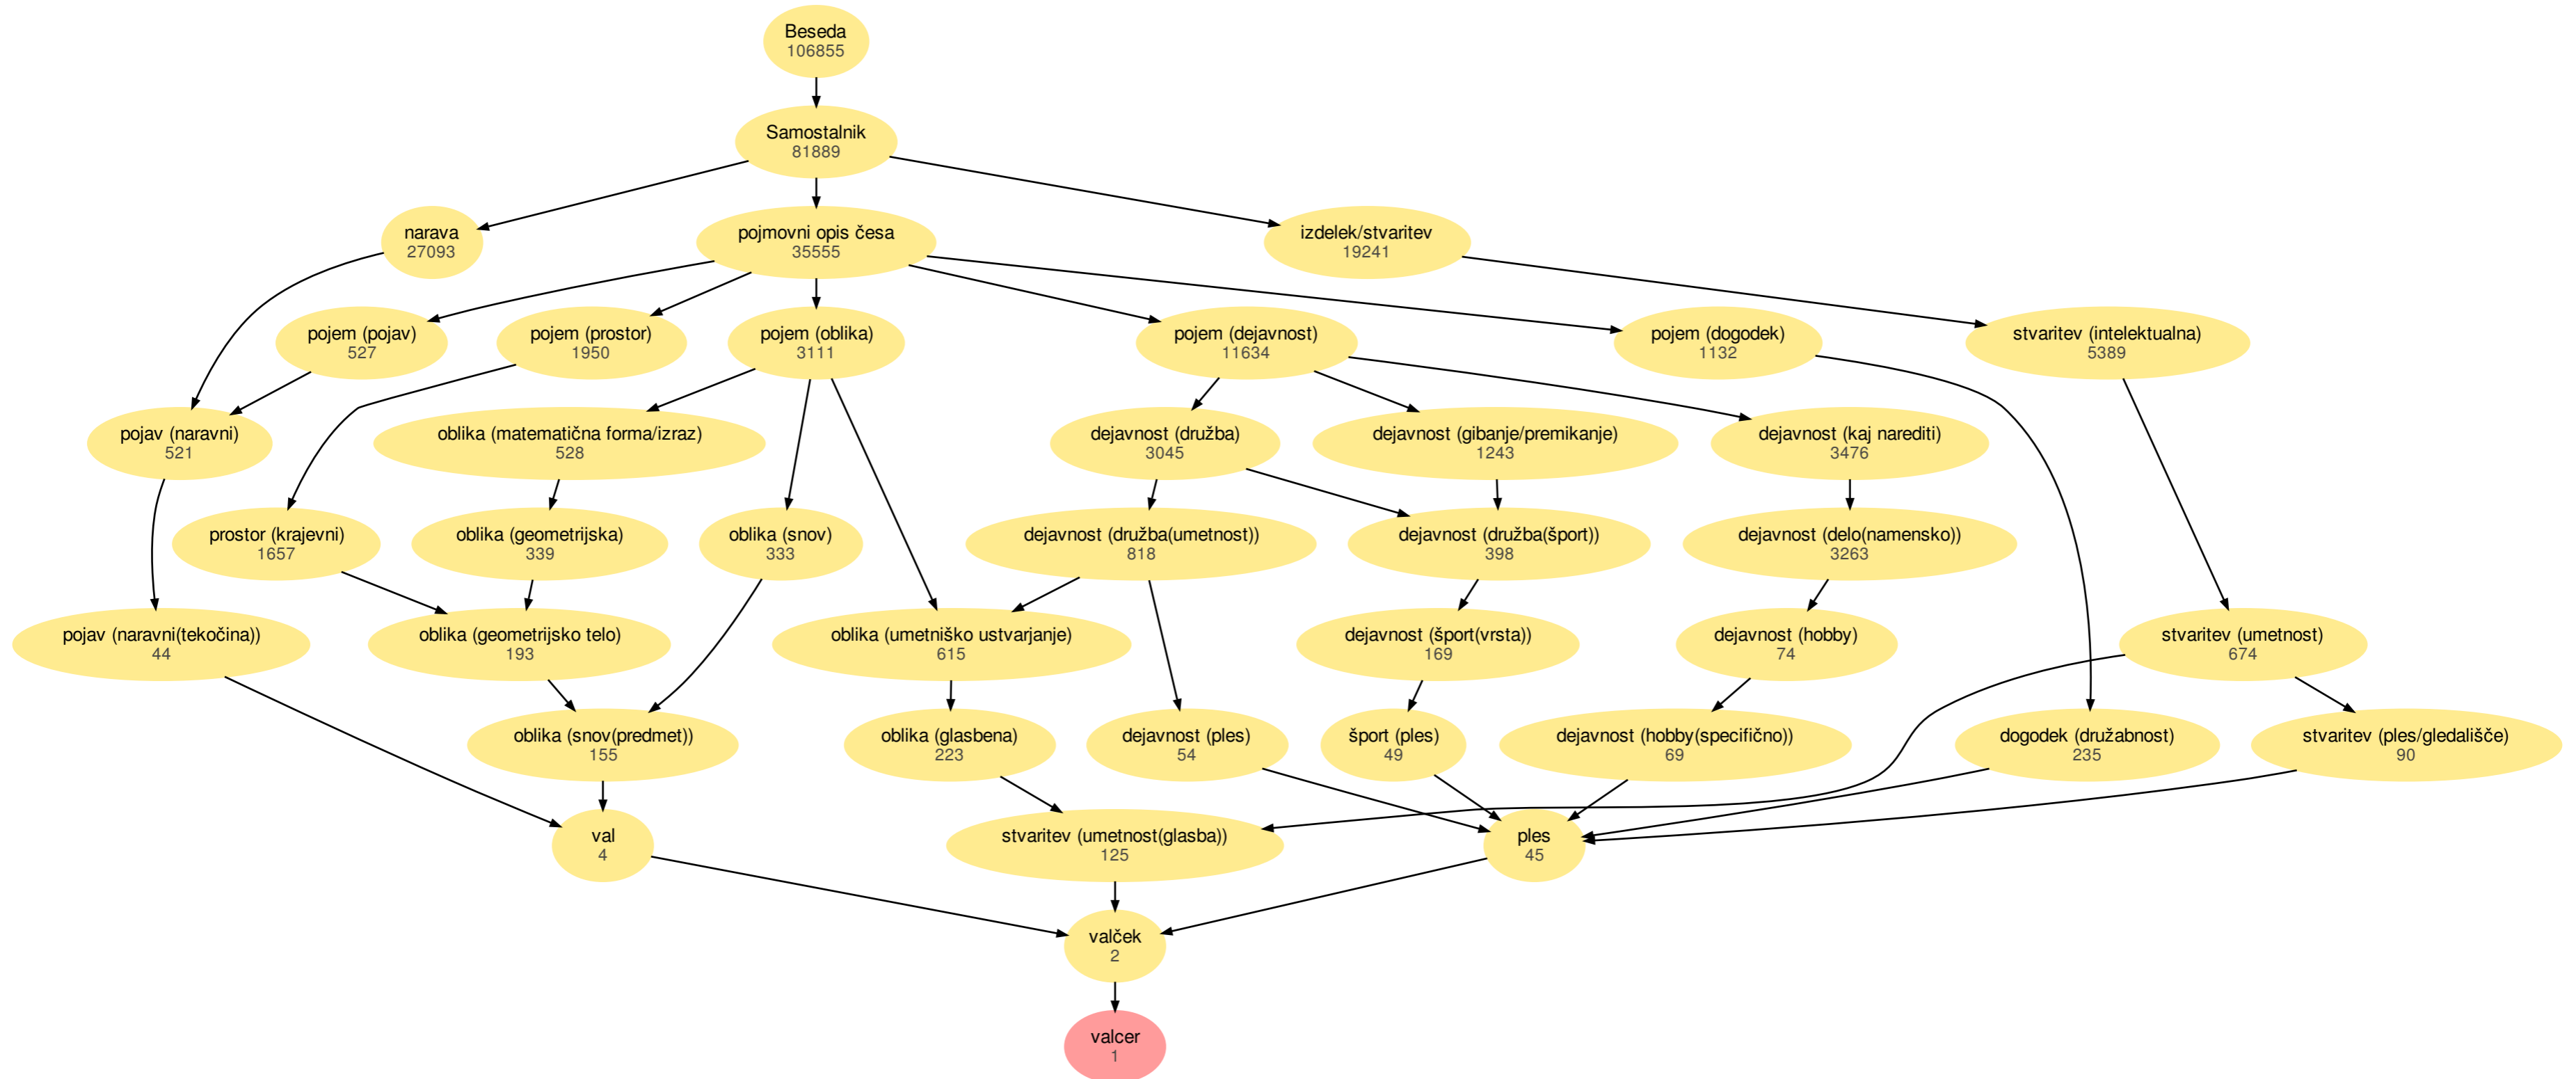 Beseda
106855
Samostalnik
81889
narava
27093
pojmovni opis česa
35555
izdelek/stvaritev
19241
pojem (pojav)
527
pojem (prostor)
1950
pojem (oblika)
3111
pojem (dejavnost)
11634
pojem (dogodek)
1132
stvaritev (intelektualna)
5389
pojav (naravni)
521
oblika (matematična forma/izraz)
528
dejavnost (družba)
3045
dejavnost (gibanje/premikanje)
1243
dejavnost (kaj narediti)
3476
prostor (krajevni)
1657
oblika (geometrijska)
339
oblika (snov)
333
dejavnost (družba(umetnost))
818
dejavnost (družba(šport))
398
dejavnost (delo(namensko))
3263
pojav (naravni(tekočina))
44
oblika (geometrijsko telo)
193
oblika (umetniško ustvarjanje)
615
dejavnost (šport(vrsta))
169
dejavnost (hobby)
74
stvaritev (umetnost)
674
oblika (snov(predmet))
155
oblika (glasbena)
223
dejavnost (ples)
54
šport (ples)
49
dejavnost (hobby(specifično))
69
dogodek (družabnost)
235
stvaritev (ples/gledališče)
90
val
4
stvaritev (umetnost(glasba))
125
ples
45
valček
2
valcer
1